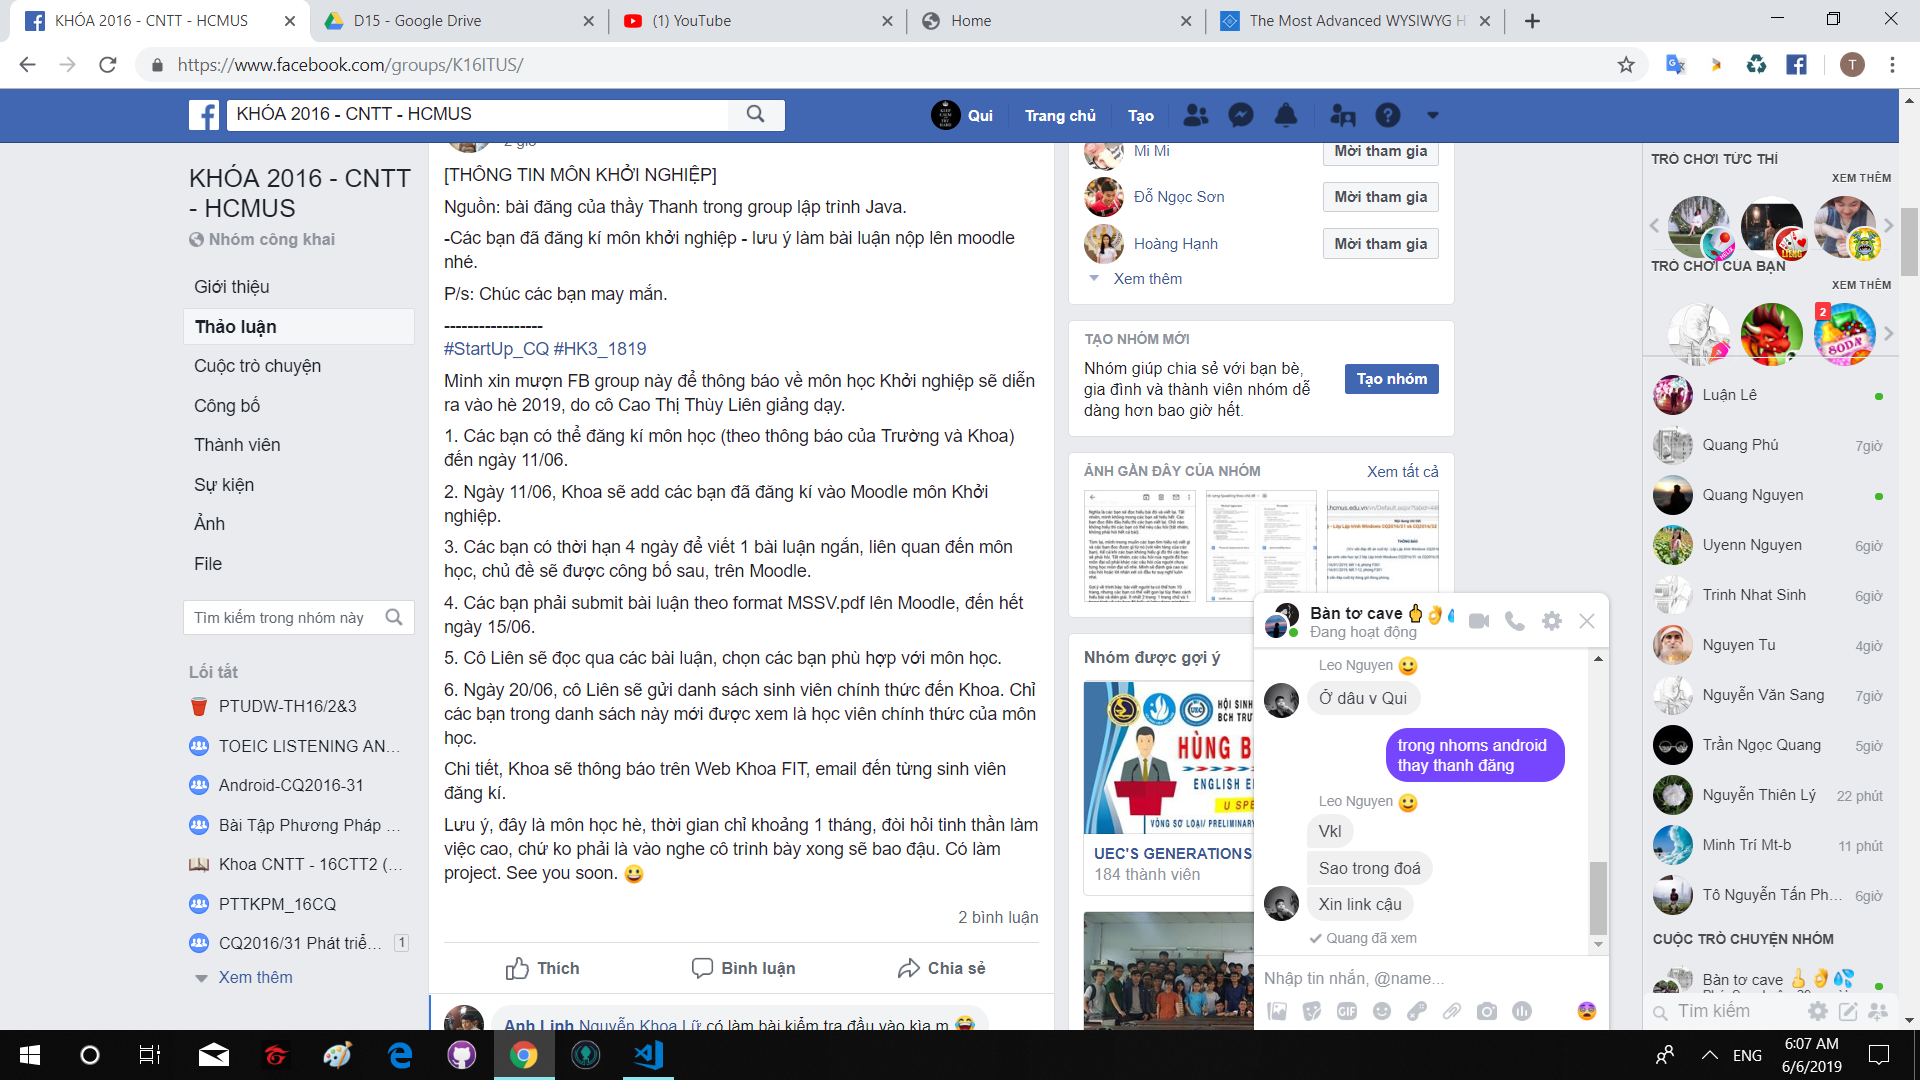 KHÓA 2016 - CNTT - HCMUS
D15 - Google Drive
(1) YouTube
Home
The Most Advanced WYSIWYG H
https://www.facebook.com/groups/K16ITUS/
T
KHÓA 2016 - CNTT - HCMUS
Qui
Trang chủ
Tạo
KHÓA 2016 - CNTT
- HCMUS
Nhóm công khai
Giới thiệu
Thảo luận
Cuộc trò chuyện
Công bố
Thành viên
Sự kiện
Ảnh
File
Tìm kiếm trong nhóm này
Lối tắt
PTUDW-TH16/2&3
TOEIC LISTENING AN...
Android-CQ2016-31
Bài Tập Phương Pháp ...
Khoa CNTT - 16CTT2 (...
PTTKPM_16CQ
CQ2016/31 Phát triể... 1
Xem thêm
2 giờ
[THÔNG TIN MÔN KHỞI NGHIỆP]
Nguồn: bài đăng của thầy Thanh trong group lập trình Java.
-Các bạn đã đăng kí môn khởi nghiệp - lưu ý làm bài luận nộp lên moodle
nhé.
P/s: Chúc các bạn may mắn.
-----------------
#StartUp_CQ #HK3_1819
Mình xin mượn FB group này để thông báo về môn học Khởi nghiệp sẽ diễn
ra vào hè 2019, do cô Cao Thị Thùy Liên giảng dạy.
1. Các bạn có thể đăng kí môn học (theo thông báo của Trường và Khoa)
đến ngày 11/06.
2. Ngày 11/06, Khoa sẽ add các bạn đã đăng kí vào Moodle môn Khởi
nghiệp.
3. Các bạn có thời hạn 4 ngày để viết 1 bài luận ngắn, liên quan đến môn
học, chủ đề sẽ được công bố sau, trên Moodle.
4. Các bạn phải submit bài luận theo format MSSV.pdf lên Moodle, đến hết
ngày 15/06.
5. Cô Liên sẽ đọc qua các bài luận, chọn các bạn phù hợp với môn học.
6. Ngày 20/06, cô Liên sẽ gửi danh sách sinh viên chính thức đến Khoa. Chỉ
các bạn trong danh sách này mới được xem là học viên chính thức của môn
học.
Chi tiết, Khoa sẽ thông báo trên Web Khoa FIT, email đến từng sinh viên
đăng kí.
Lưu ý, đây là môn học hè, thời gian chỉ khoảng 1 tháng, đòi hỏi tinh thần làm
việc cao, chứ ko phải là vào nghe cô trình bày xong sẽ bao đậu. Có làm
project. See you soon. 😀
2 bình luận
Thích
Bình luận
Chia sẻ
Anh Linh Nguyễn Khoa Lữ có làm bài kiểm tra đầu vào kìa m 😂
Mi Mi
Mời tham gia
Đỗ Ngọc Sơn
Mời tham gia
Hoàng Hạnh
Mời tham gia
Xem thêm
TẠO NHÓM MỚI
Nhóm giúp chia sẻ với bạn bè,
gia đình và thành viên nhóm dễ
dàng hơn bao giờ hết.
Tạo nhóm
ẢNH GẦN ĐÂY CỦA NHÓM
Xem tất cả
Nhóm được gợi ý
HỘI SINH
BCH TRƯ
UEC
HÙNG B
ENGLISH E
U SPE
VÒNG SƠ LOẠI/ PRELIMINARY
UEC'S GENERATIONS
184 thành viên
Bàn tơ cave 🖕👌💦
Đang hoạt động
Leo Nguyen 🙂
Ở dâu v Qui
trong nhoms android
thay thanh đăng
Leo Nguyen 🙂
Vkl
Sao trong đoá
Xin link cậu
Quang đã xem
Nhập tin nhắn, @name...
GIF
TRÒ CHƠI TỨC THÌ
XEM THÊM
TRÒ CHƠI CỦA BẠN
XEM THÊM
2
SODA
Luận Lê
Quang Phú 7giờ
Quang Nguyen
Uyenn Nguyen 6giờ
Trinh Nhat Sinh 6giờ
Nguyen Tu 4giờ
Nguyễn Văn Sang 7giờ
Trần Ngọc Quang 5giờ
Nguyễn Thiên Lý 22 phút
Minh Trí Mt-b 11 phút
Tô Nguyễn Tấn Ph... 6giờ
CUỘC TRÒ CHUYỆN NHÓM
Bàn tơ cave 🖕👌💦
Tìm kiếm
ENG
6:07 AM
6/6/2019